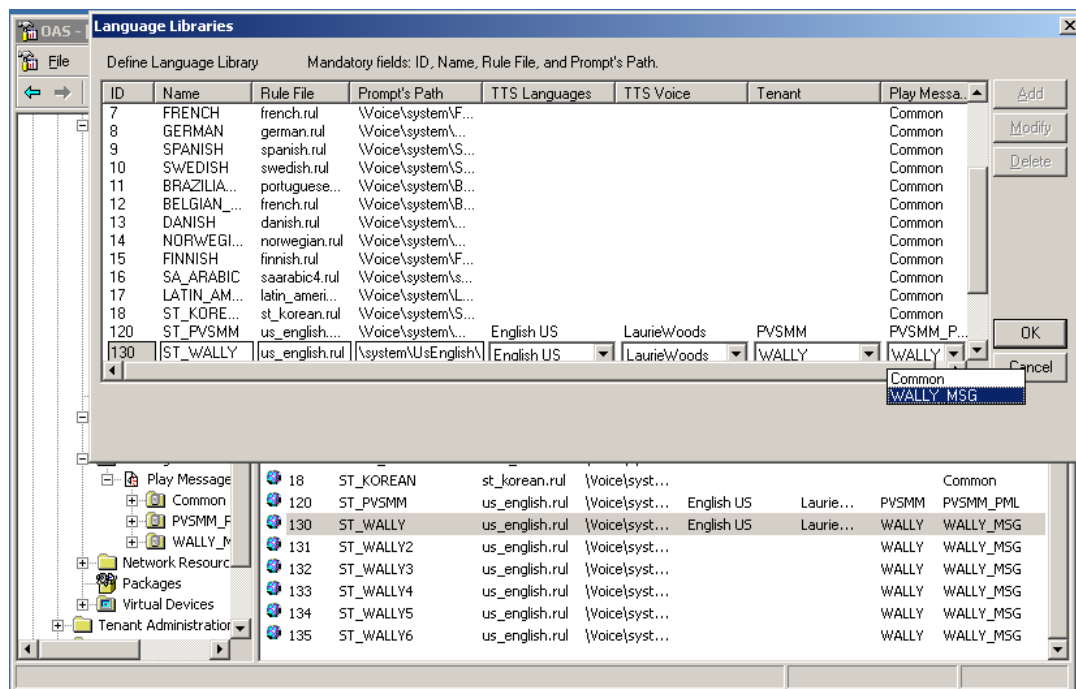 OAS - [
Language Libraries
File
Define Language Library Mandatory fields: ID, Name, Rule File, and Prompt's Path.
ID Name Rule File Prompt's Path TTS Languages TTS Voice Tenant Play Messa..
Add
7 FRENCH french.rul \Voice\system\F... Common
8 GERMAN german.rul \Voice\system\G... Common
Modify
9 SPANISH spanish.rul \Voice\system\S... Common
Delete
10 SWEDISH swedish.rul \Voice\system\S... Common
11 BRAZILIA... portuguese... \Voice\system\B... Common
12 BELGIAN_... french.rul \Voice\system\B... Common
13 DANISH danish.rul \Voice\system\... Common
14 NORWEGI... norwegian.rul \Voice\system\... Common
15 FINNISH finnish.rul \Voice\system\F... Common
16 SA_ARABIC saarabic4.rul \Voice\system\s... Common
17 LATIN_AM... latin_ameri... \Voice\system\L... Common
18 ST_KORE... st_korean.rul \Voice\system\S... Common
120 ST_PVSMM us_english.... \Voice\system\... English US LaurieWoods PVSMM PVSMM_P...
OK
130 ST_WALLY us_english.rul \system\UsEnglish\ English US LaurieWoods WALLY WALLY
Cancel
Common
WALLY_MSG
Play Message 18 ST_KOREAN st_korean.rul \Voice\syst... Common
Common 120 ST_PVSMM us_english.rul \Voice\syst... English US Laurie... PVSMM PVSMM_PML
PVSMM_P 130 ST_WALLY us_english.rul \Voice\syst... English US Laurie... WALLY WALLY_MSG
WALLY_M 131 ST_WALLY2 us_english.rul \Voice\syst... WALLY WALLY_MSG
Network Resourc 132 ST_WALLY3 us_english.rul \Voice\syst... WALLY WALLY_MSG
Packages 133 ST_WALLY4 us_english.rul \Voice\syst... WALLY WALLY_MSG
Virtual Devices 134 ST_WALLY5 us_english.rul \Voice\syst... WALLY WALLY_MSG
Tenant Administration 135 ST_WALLY6 us_english.rul \Voice\syst... WALLY WALLY_MSG